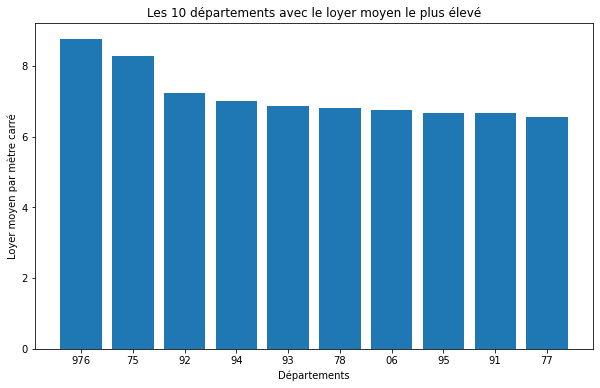 Les 10 départements avec le loyer moyen le plus élevé
Loyer moyen par mètre carré
8
6
4
2
0
976 75 92 94 93 78 06 95 91 77
Départements